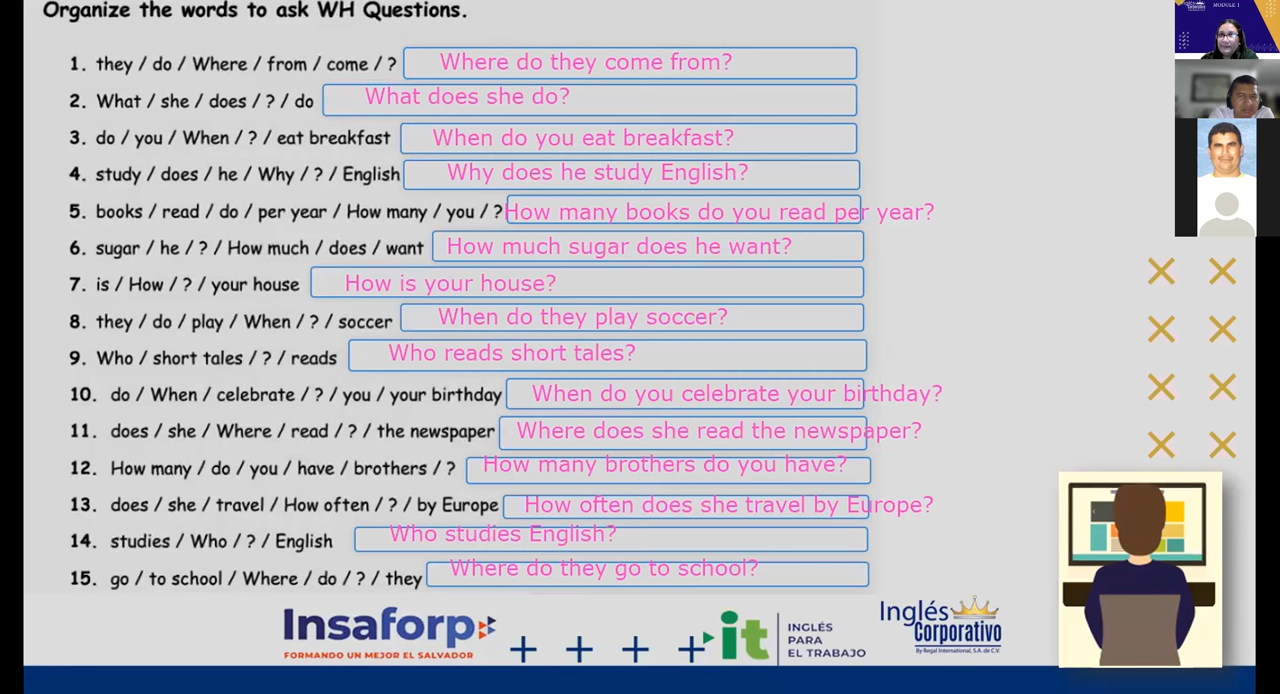 Organize the words to ask WH Questions.
MODULE 1
1. they / do / Where / from / come / ? Where do they come from?
2. What / she / does / ? / do What does she do?
3. do / you / When / ? / eat breakfast When do you eat breakfast?
4. study / does / he / Why / ? / English Why does he study English?
5. books / read / do / per year / How many / you / ? How many books do you read per year?
6. sugar / he / ? / How much / does / want How much sugar does he want?
7. is / How / ? / your house How is your house?
8. they / do / play / When / ? / soccer When do they play soccer?
9. Who / short tales / ? / reads Who reads short tales?
10. do / When / celebrate / ? / you / your birthday When do you celebrate your birthday?
11. does / she / Where / read / ? / the newspaper Where does she read the newspaper?
12. How many / do / you / have / brothers / ? How many brothers do you have?
13. does / she / travel / How often / ? / by Europe How often does she travel by Europe?
14. studies / Who / ? / English Who studies English?
15. go / to school / Where / do / ? / they Where do they go to school?
Insaforp
FORMANDO UN MEJOR EL SALVADOR
it
INGLÉS
PARA
EL TRABAJO
Inglés
Corporativo
By Regal International, S.A. de C.V.